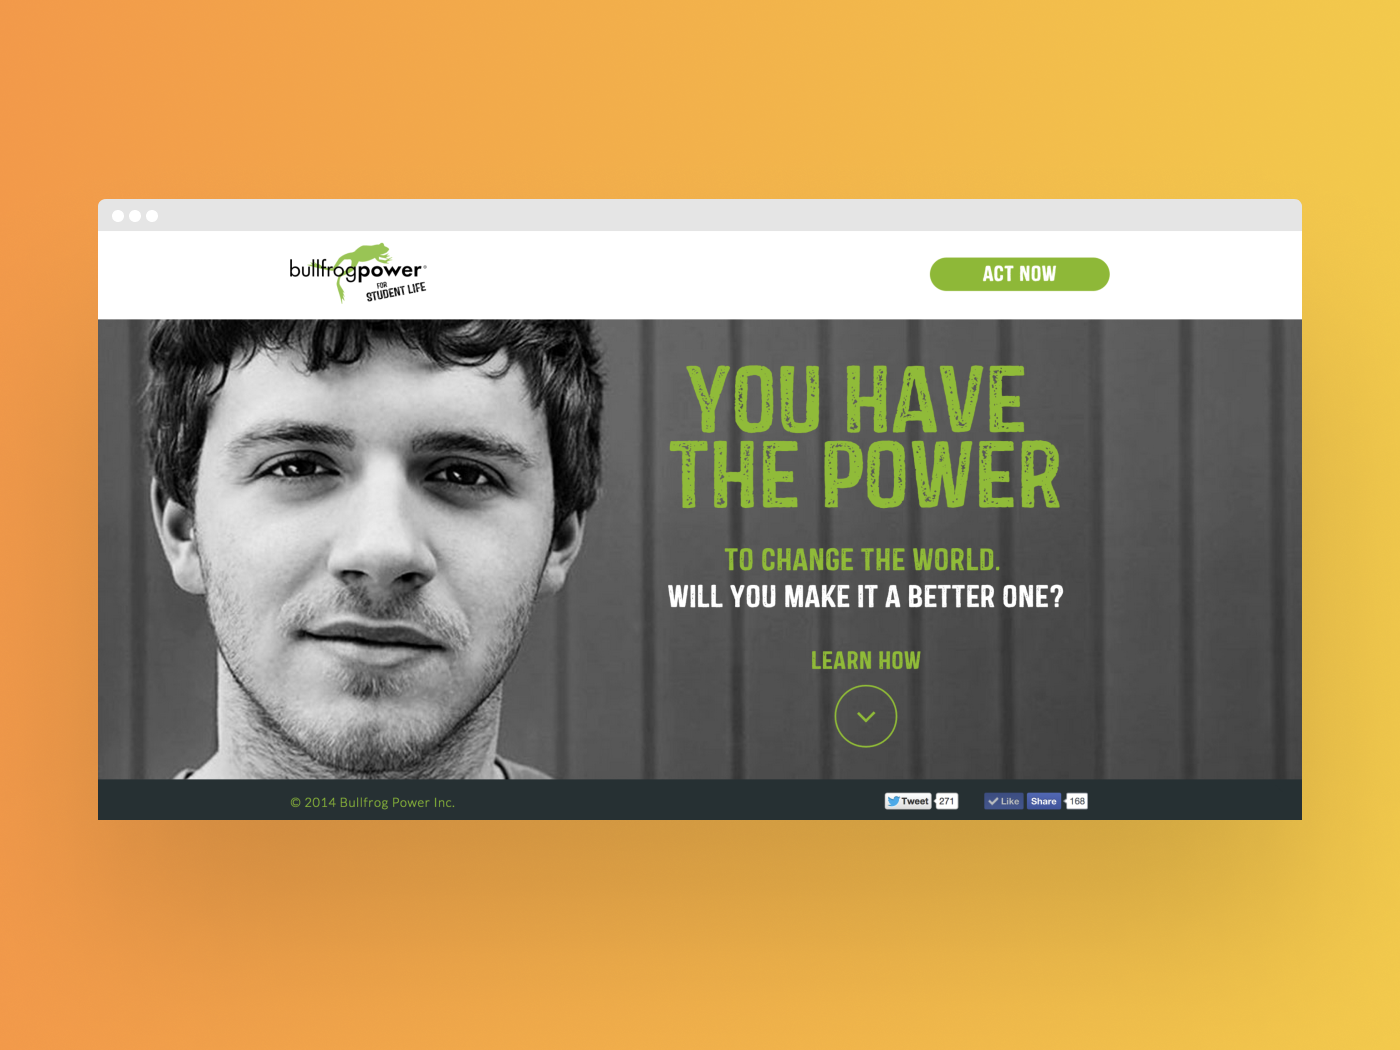 bullfrogpower®
FOR
STUDENT LIFE
ACT NOW
YOU HAVE
THE POWER
TO CHANGE THE WORLD.
WILL YOU MAKE IT A BETTER ONE?
LEARN HOW
© 2014 Bullfrog Power Inc.
Tweet 271 Like Share 168